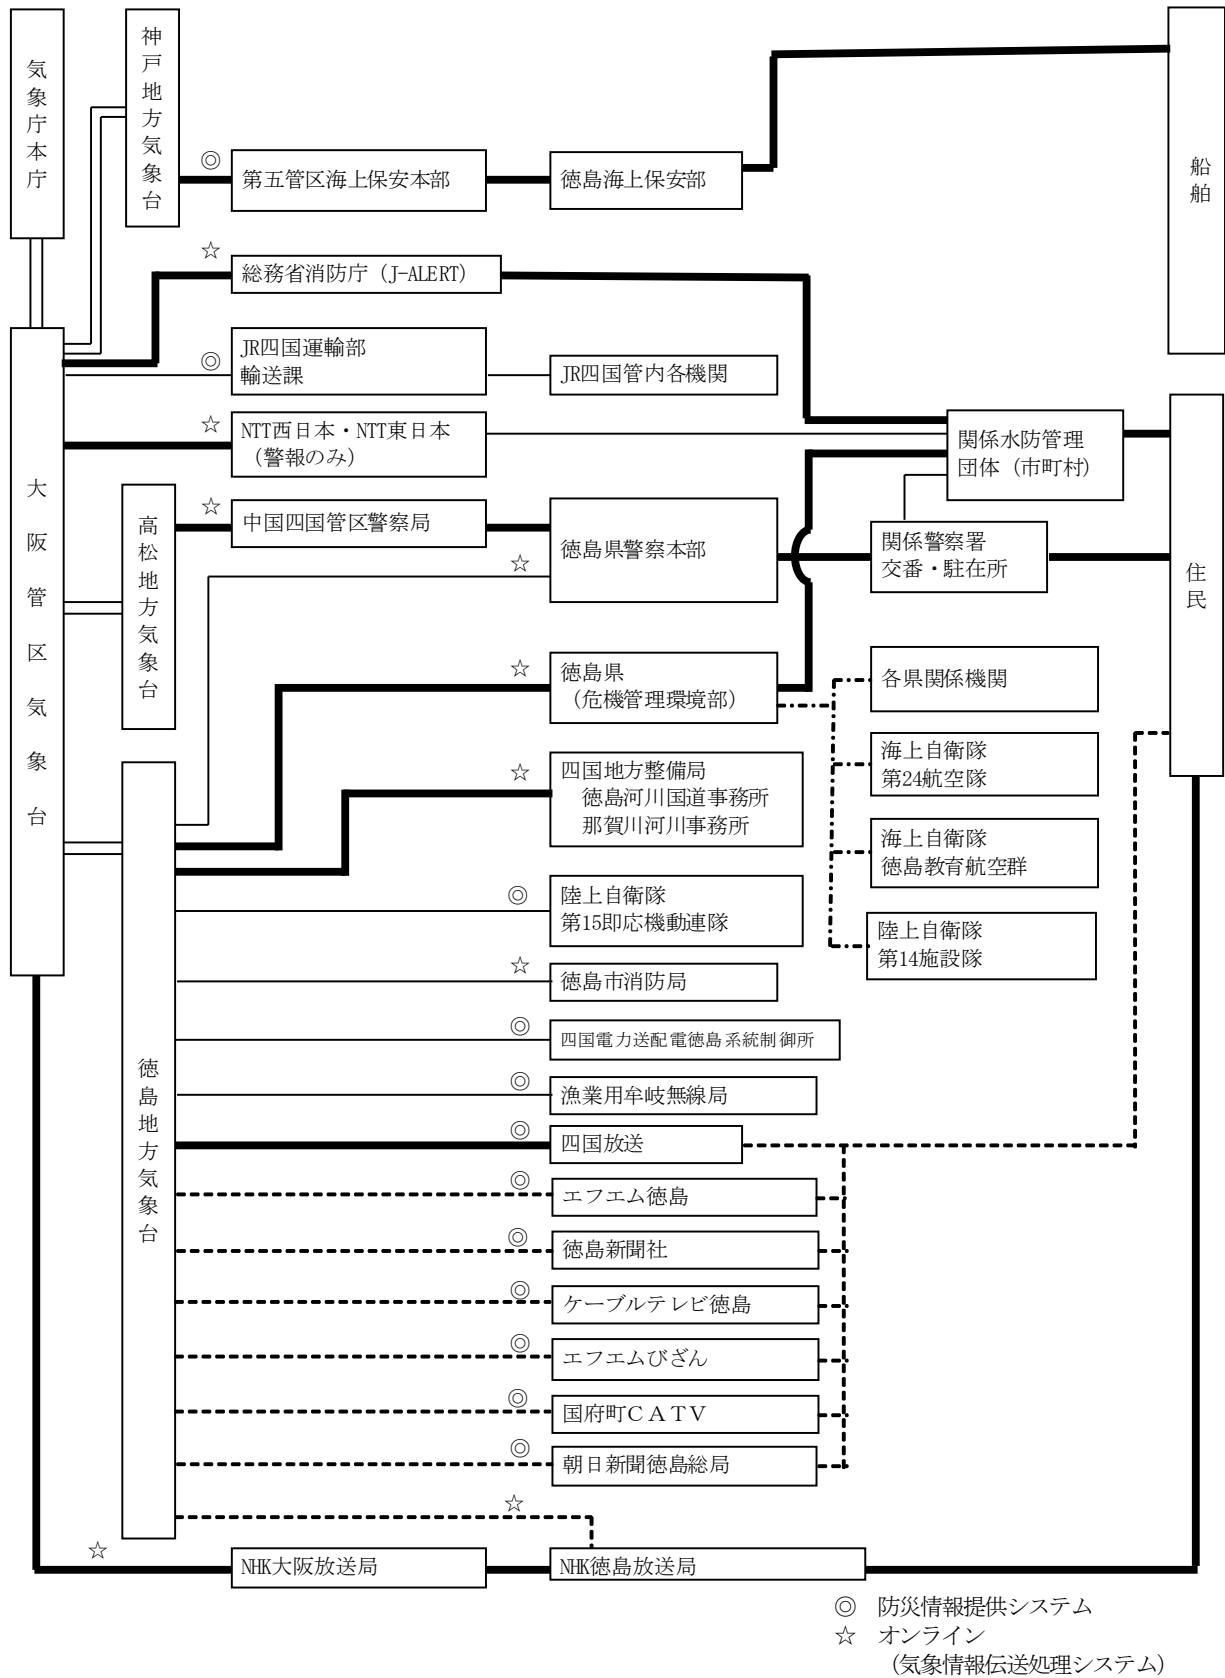 気象庁本庁
神戸地方気象台
船舶
◎
第五管区海上保安本部
徳島海上保安部
☆
総務省消防庁（J-ALERT）
大阪管区気象台
◎
JR四国運輸部
輸送課
JR四国管内各機関
☆
NTT西日本・NTT東日本
（警報のみ）
関係水防管理
団体（市町村）
住民
高松地方気象台
☆
中国四国管区警察局
☆
徳島県警察本部
関係警察署
交番・駐在所
☆
徳島県
（危機管理環境部）
各県関係機関
海上自衛隊
第24航空隊
海上自衛隊
徳島教育航空群
陸上自衛隊
第14施設隊
徳島地方気象台
☆
四国地方整備局
徳島河川国道事務所
那賀川河川事務所
◎
陸上自衛隊
第15即応機動連隊
☆
徳島市消防局
◎
四国電力送配電徳島系統制御所
◎
漁業用牟岐無線局
◎
四国放送
◎
エフエム徳島
◎
徳島新聞社
◎
ケーブルテレビ徳島
◎
エフエムびざん
◎
国府町ＣＡＴＶ
◎
朝日新聞徳島総局
☆
☆
NHK大阪放送局
NHK徳島放送局
◎　防災情報提供システム
☆　オンライン
（気象情報伝送処理システム）